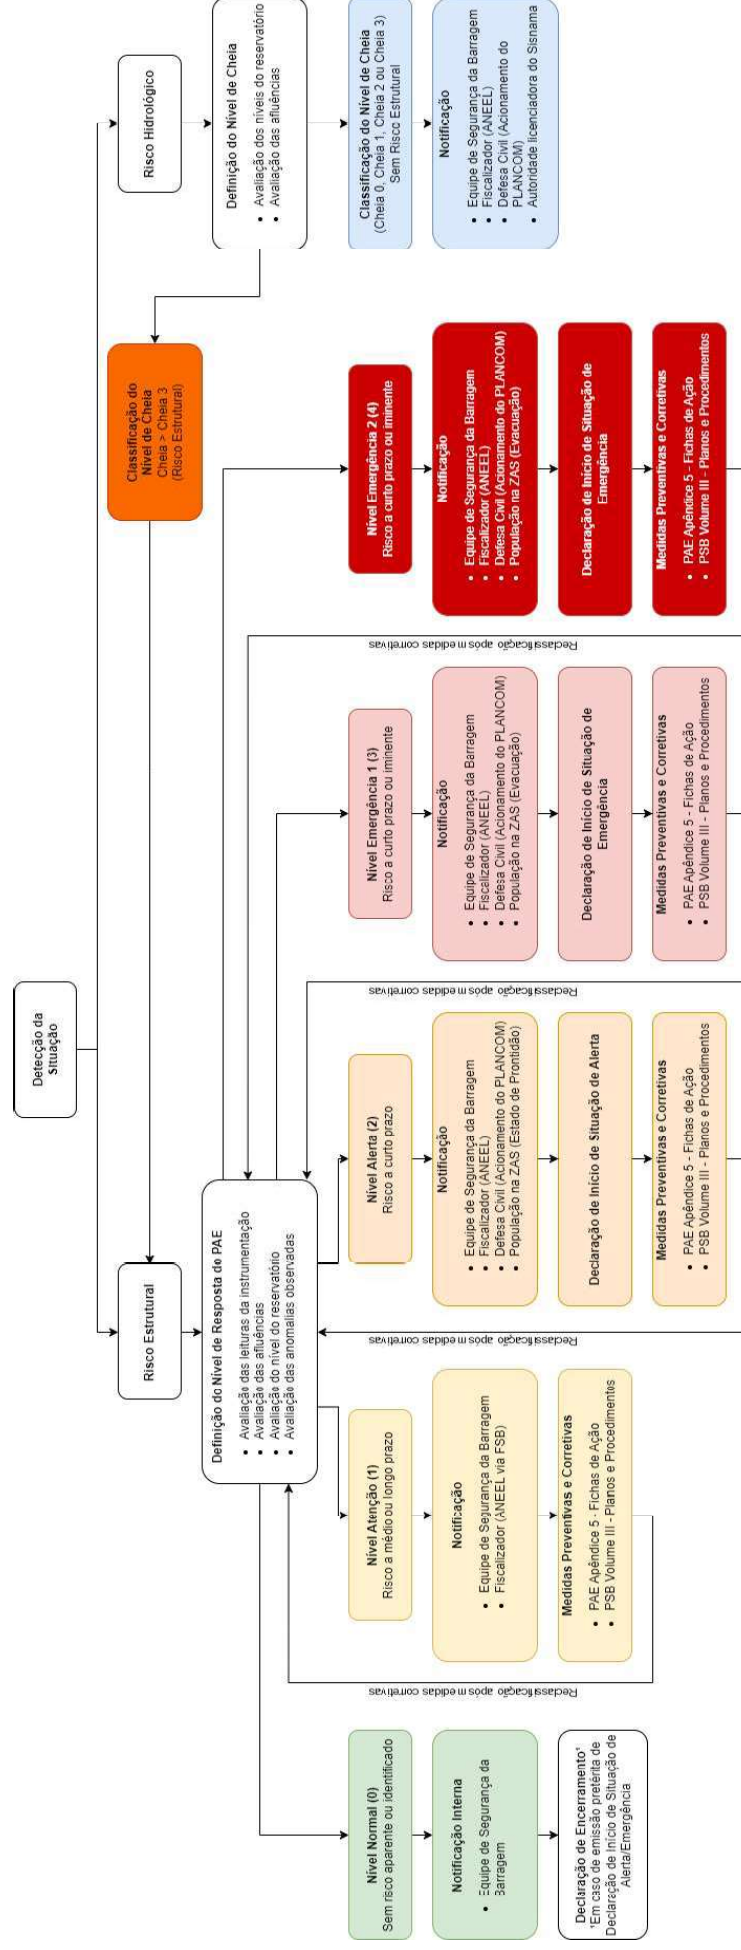 Detecção da
Situação
Risco Estrutural
Risco Hidrológico
Classificação do
Nível de Cheia
Cheia > Cheia 3
(Risco Estrutural)
Definição do Nível de Cheia
• Avaliação dos níveis do reservatório
• Avaliação das afluências
Definição do Nível de Resposta do PAE
• Avaliação das leituras da instrumentação
• Avaliação das afluências
• Avaliação do nível do reservatório
• Avaliação das anomalias observadas
Nível Normal (0)
Sem risco aparente ou identificado
Notificação Interna
• Equipe de Segurança da
Barragem
Declaração de Encerramento*
*Em caso de emissão pretérita de
Declaração de Início de Situação de
Alerta/Emergência
Reclassificação após medidas corretivas
Nível Atenção (1)
Risco a médio ou longo prazo
Notificação
• Equipe de Segurança da Barragem
• Fiscalizador (ANEEL via FSB)
Medidas Preventivas e Corretivas
• PAE Apêndice 5 - Fichas de Ação
• PSB Volume III - Planos e Procedimentos
Reclassificação após medidas corretivas
Nível Alerta (2)
Risco a curto prazo
Notificação
• Equipe de Segurança da Barragem
• Fiscalizador (ANEEL)
• Defesa Civil (Acionamento do PLANCOM)
• População na ZAS (Estado de Prontidão)
Declaração de Início de Situação de Alerta
Medidas Preventivas e Corretivas
• PAE Apêndice 5 - Fichas de Ação
• PSB Volume III - Planos e Procedimentos
Reclassificação após medidas corretivas
Nível Emergência 1 (3)
Risco a curto prazo ou iminente
Notificação
• Equipe de Segurança da Barragem
• Fiscalizador (ANEEL)
• Defesa Civil (Acionamento do PLANCOM)
• População na ZAS (Evacuação)
Declaração de Início de Situação de
Emergência
Medidas Preventivas e Corretivas
• PAE Apêndice 5 - Fichas de Ação
• PSB Volume III - Planos e Procedimentos
Reclassificação após medidas corretivas
Nível Emergência 2 (4)
Risco a curto prazo ou iminente
Notificação
• Equipe de Segurança da Barragem
• Fiscalizador (ANEEL)
• Defesa Civil (Acionamento do PLANCOM)
• População na ZAS (Evacuação)
Declaração de Início de Situação de
Emergência
Medidas Preventivas e Corretivas
• PAE Apêndice 5 - Fichas de Ação
• PSB Volume III - Planos e Procedimentos
Classificação do Nível de Cheia
(Cheia 0, Cheia 1, Cheia 2 ou Cheia 3)
Sem Risco Estrutural
Notificação
• Equipe de Segurança da Barragem
• Fiscalizador (ANEEL)
• Defesa Civil (Acionamento do
PLANCOM)
• Autoridade licenciadora do Sisnama